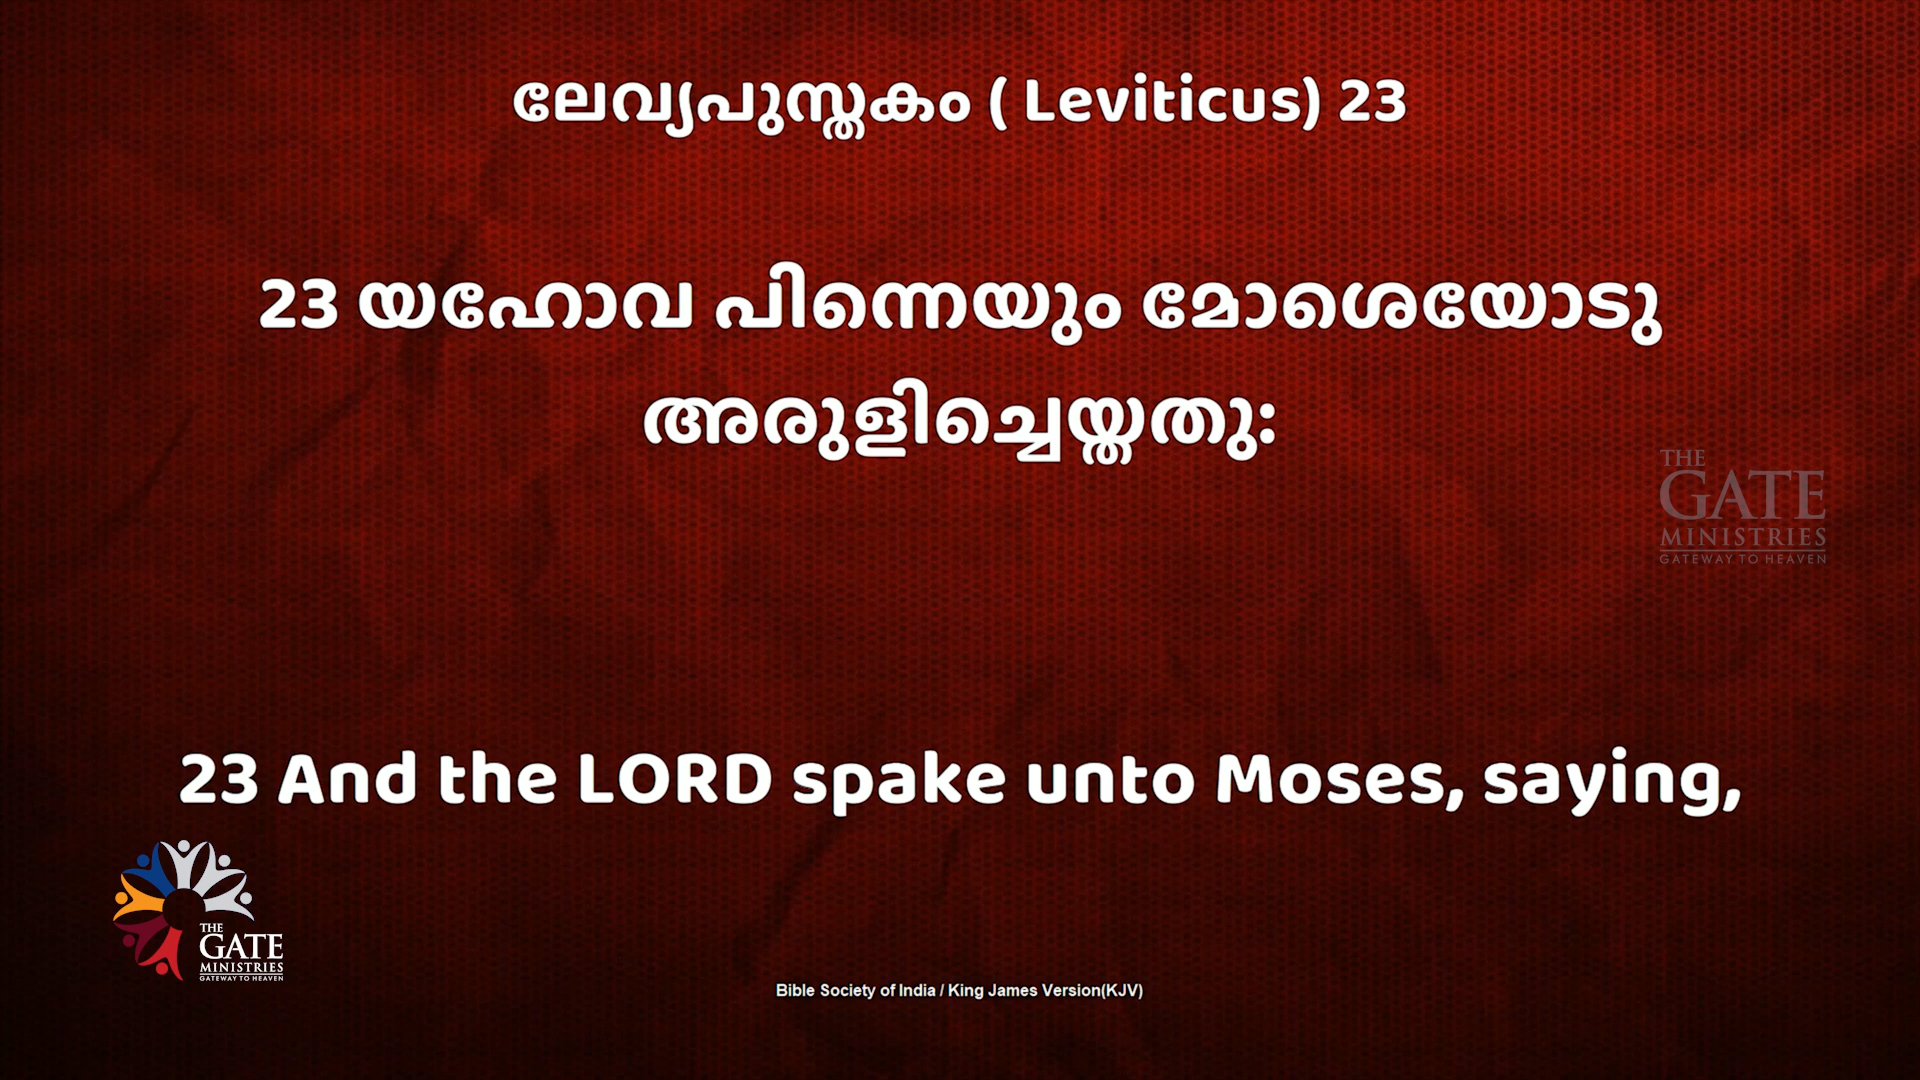 ലേവ്യപുസ്തകം ( Leviticus) 23
23 യഹോവ പിന്നെയും മോശെയോടു
അരുളിച്ചെയ്തതു:
THE
GATE
MINISTRIES
GATEWAY TO HEAVEN
23 And the LORD spake unto Moses, saying,
THE
GATE
MINISTRIES
GATEWAY TO HEAVEN
Bible Society of India / King James Version(KJV)